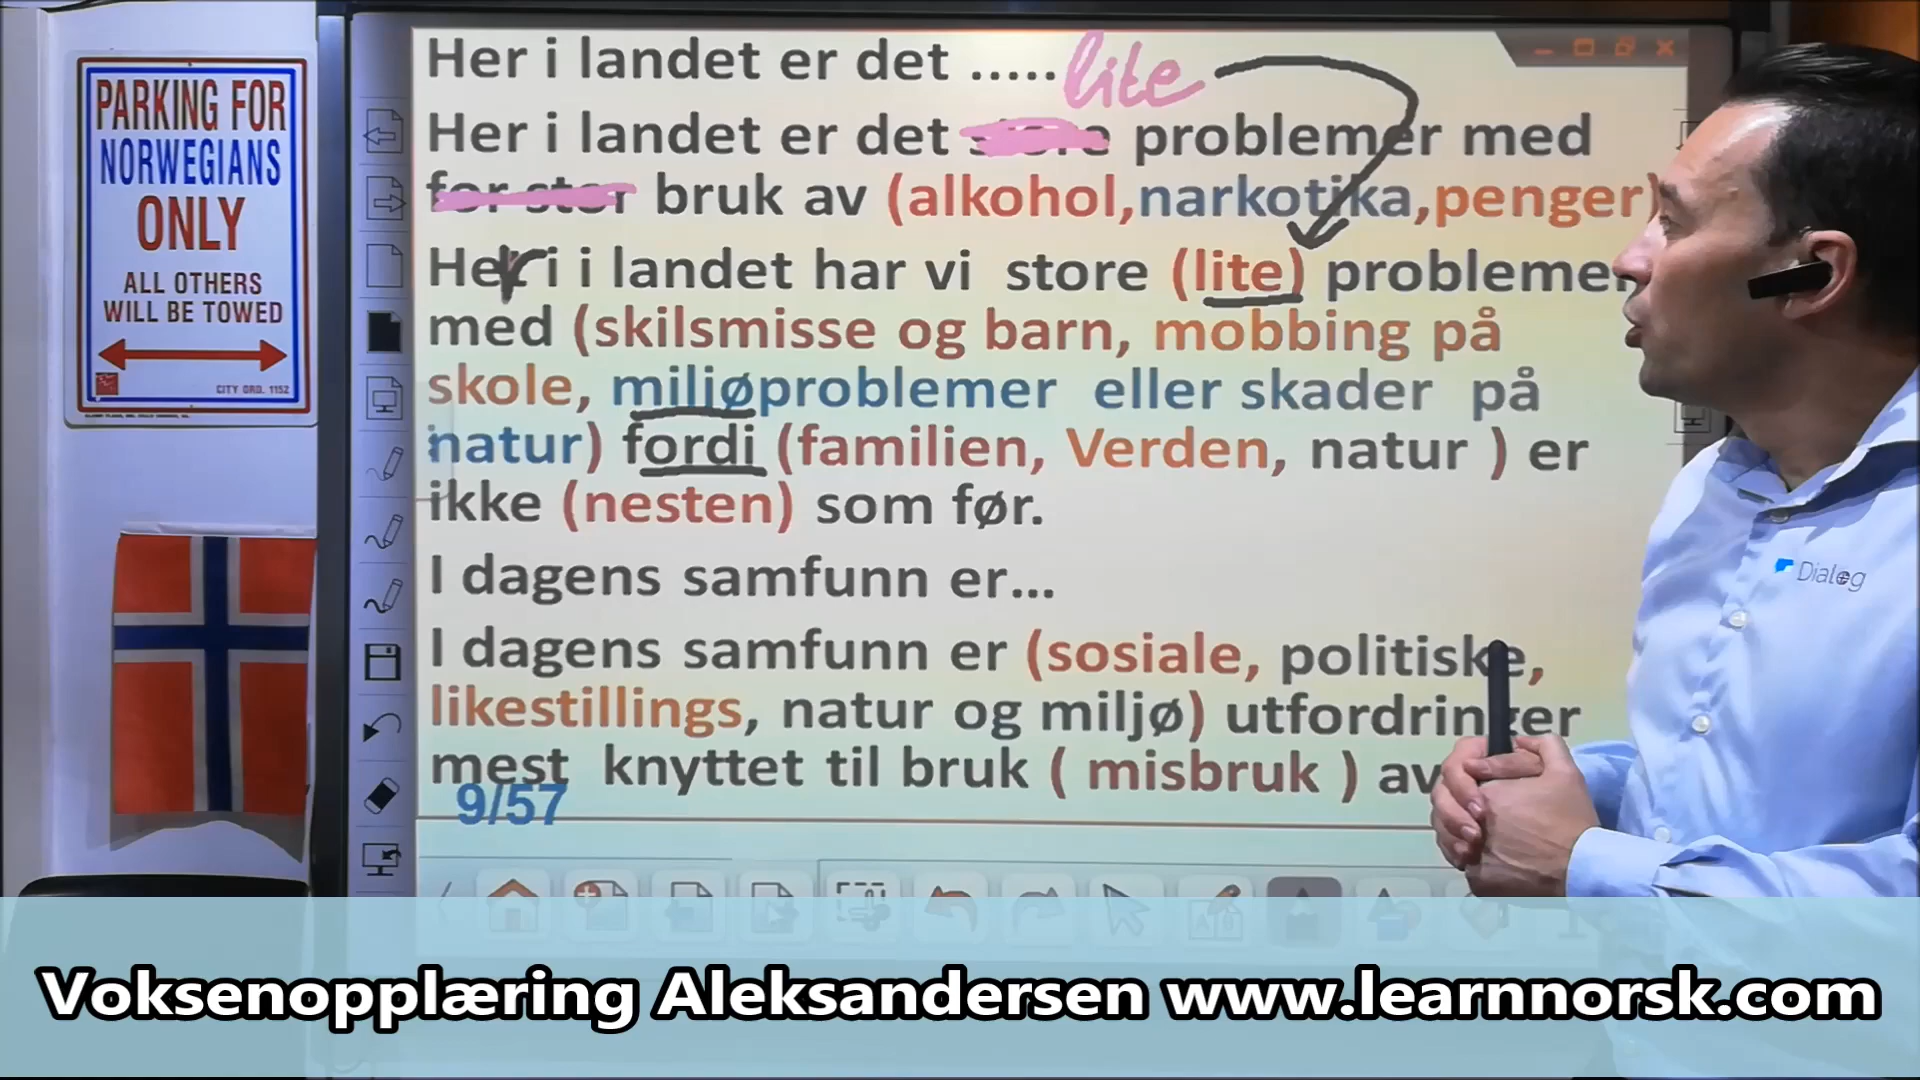 PARKING FOR
NORWEGIANS
ONLY
ALL OTHERS
WILL BE TOWED
CITY ORD. 1152
Her i landet er det ..... lite
Her i landet er det store problemer med
for stor bruk av (alkohol,narkotika,penger)
Her i i landet har vi store (lite) problemer
med (skilsmisse og barn, mobbing på
skole, miljøproblemer eller skader på
natur) fordi (familien, Verden, natur ) er
ikke (nesten) som før.
I dagens samfunn er...
I dagens samfunn er (sosiale, politiske,
likestillings, natur og miljø) utfordringer
mest knyttet til bruk ( misbruk ) av
9/57
Dialog
Voksenopplæring Aleksandersen www.learnnorsk.com